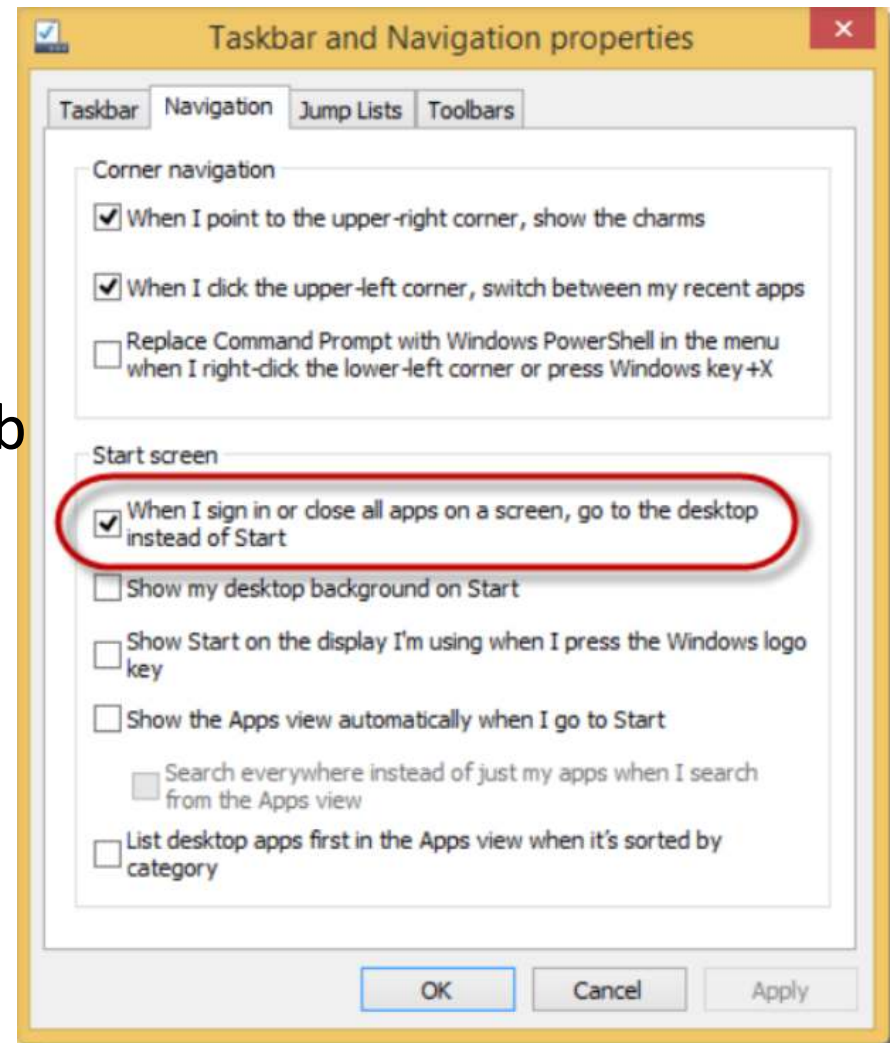 Taskbar and Navigation properties
Taskbar
Navigation
Jump Lists
Toolbars
Corner navigation
When I point to the upper-right corner, show the charms
When I click the upper-left corner, switch between my recent apps
Replace Command Prompt with Windows PowerShell in the menu
when I right-click the lower-left corner or press Windows key+X
b
Start screen
When I sign in or close all apps on a screen, go to the desktop
instead of Start
Show my desktop background on Start
Show Start on the display I'm using when I press the Windows logo
key
Show the Apps view automatically when I go to Start
Search everywhere instead of just my apps when I search
from the Apps view
List desktop apps first in the Apps view when it's sorted by
category
OK
Cancel
Apply